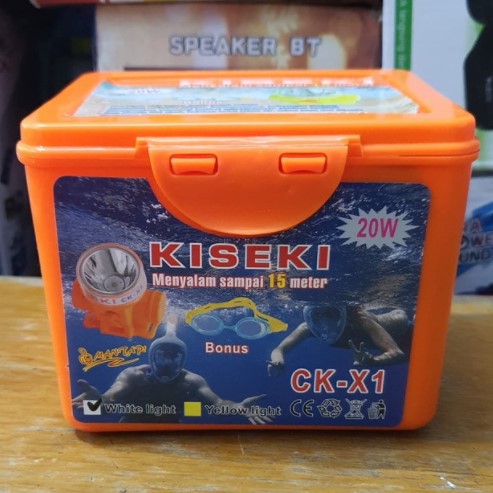 SPEAKER BT
20W
KISEKI
Menyalam sampai 15 meter
Bonus
CK-X1
White light Yellow light CE